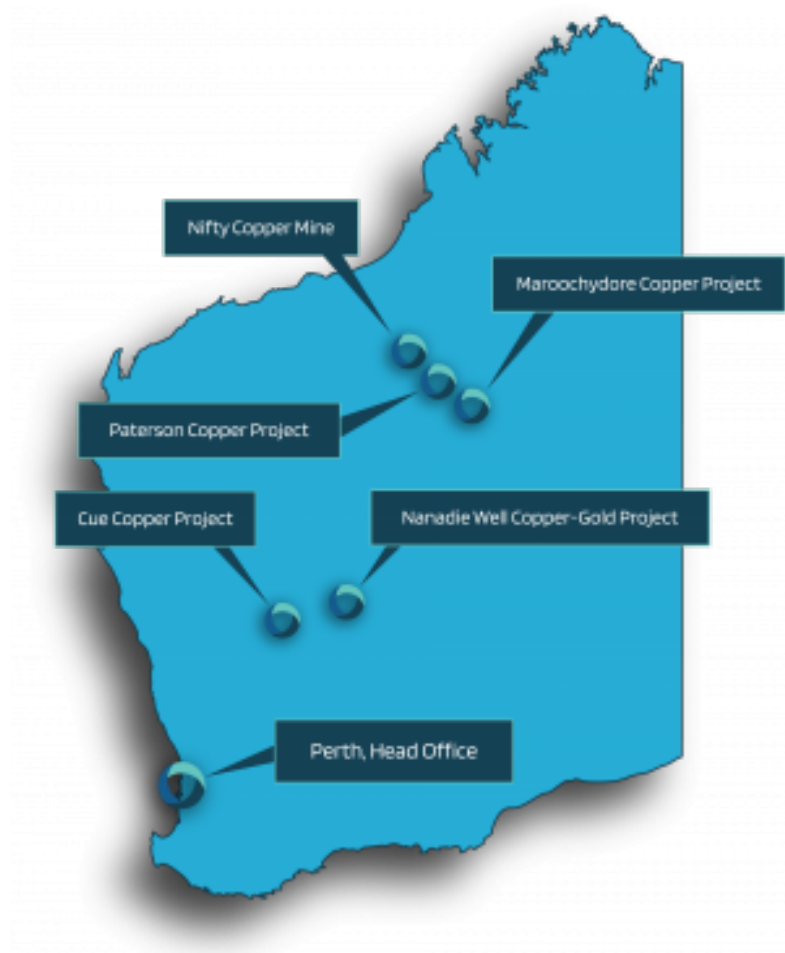 Nifty Copper Mine
Maroochydore Copper Project
Paterson Copper Project
Cue Copper Project
Nanadie Well Copper-Gold Project
Perth, Head Office